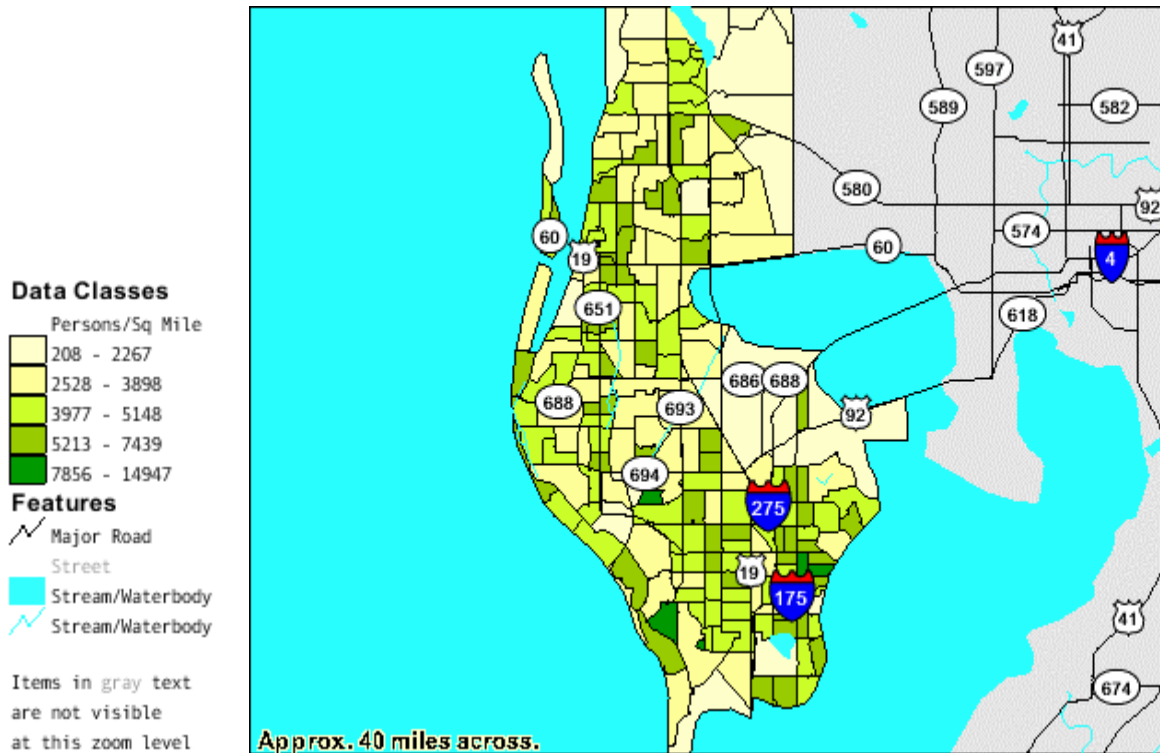 Data Classes
Persons/Sq Mile
208 - 2267
2528 - 3898
3977 - 5148
5213 - 7439
7856 - 14947
Features
Major Road
Street
Stream/Waterbody
Stream/Waterbody
Items in gray text
are not visible
at this zoom level
41
597
589
582
580
92
574
60
60
19
4
651
618
686
688
688
693
92
694
275
19
175
41
674
Approx. 40 miles across.